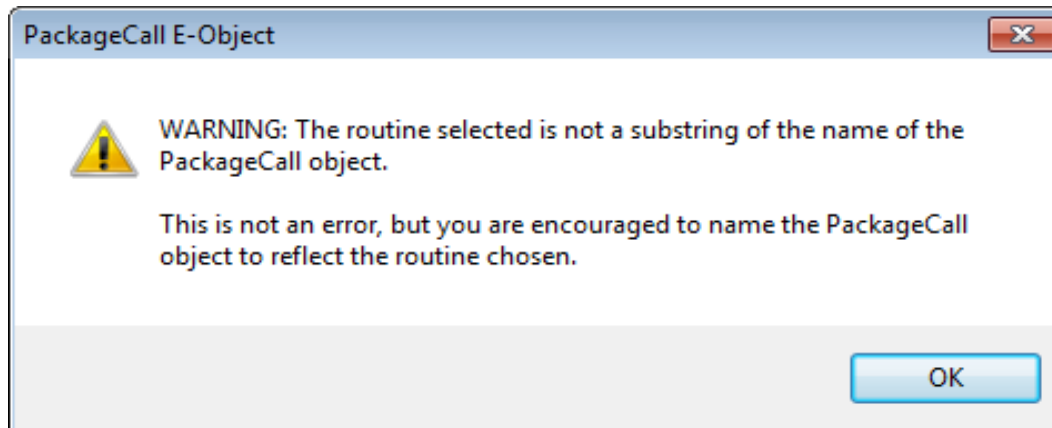 PackageCall E-Object
WARNING: The routine selected is not a substring of the name of the
PackageCall object.
This is not an error, but you are encouraged to name the PackageCall
object to reflect the routine chosen.
OK